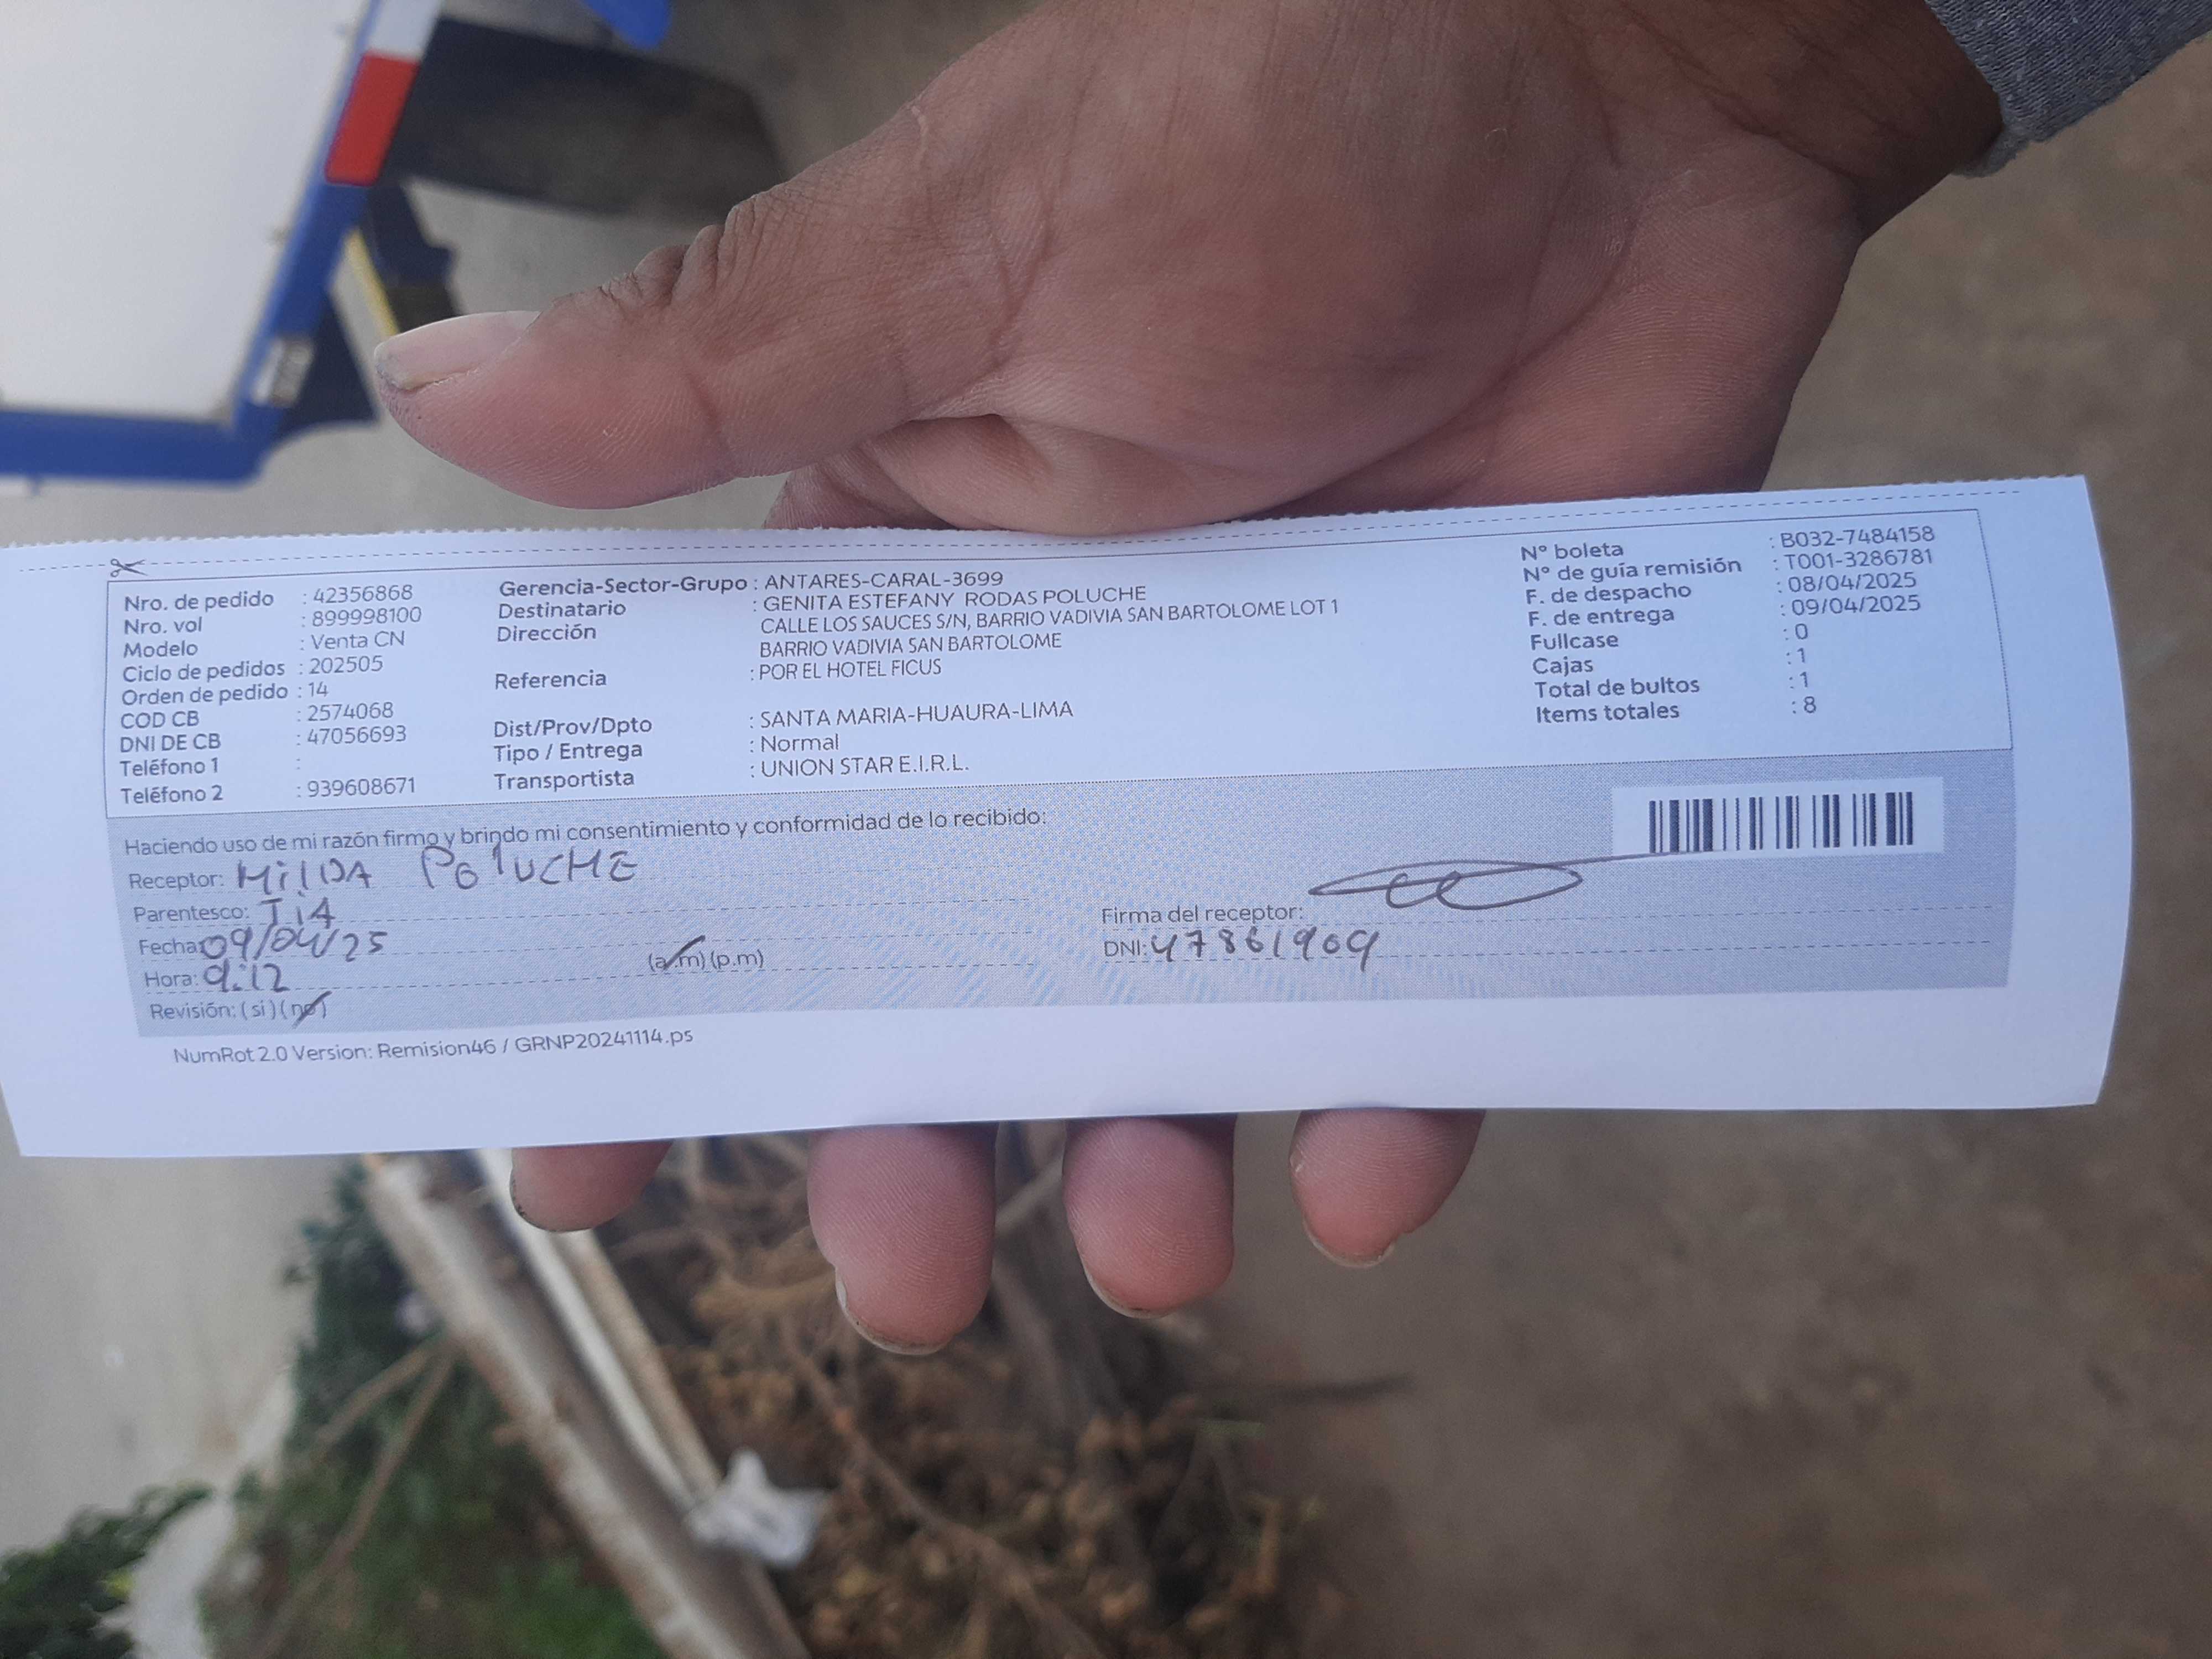 Nro. de pedido : 42356868
Nro. vol : 899998100
Modelo : Venta CN
Ciclo de pedidos : 202505
Orden de pedido : 14
COD CB : 2574068
DNI DE CB : 47056693
Teléfono 1 :
Teléfono 2 : 939608671
Gerencia-Sector-Grupo : ANTARES-CARAL-3699
Destinatario : GENITA ESTEFANY RODAS POLUCHE
Dirección CALLE LOS SAUCES S/N, BARRIO VADIVIA SAN BARTOLOME LOT 1
BARRIO VADIVIA SAN BARTOLOME
Referencia : POR EL HOTEL FICUS
Dist/Prov/Dpto : SANTA MARIA-HUAURA-LIMA
Tipo / Entrega : Normal
Transportista : UNION STAR E.I.R.L.
N° boleta : B032-7484158
N° de guía remisión : T001-3286781
F. de despacho : 08/04/2025
F. de entrega : 09/04/2025
Fullcase : 0
Cajas : 1
Total de bultos : 1
Items totales : 8
Haciendo uso de mi razón firmo y brindo mi consentimiento y conformidad de lo recibido:
Receptor: MilDA PolUCHE
Parentesco: TiA
Fecha: 09/04/25
Hora: 9:12 (a.m) (p.m)
Revisión: (si) (no)
Firma del receptor:
DNI: 47861909
NumRot 2.0 Version: Remision46 / GRNP20241114.ps